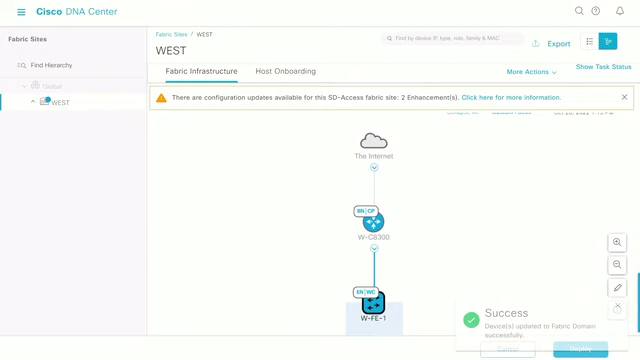 Cisco DNA Center
Fabric Sites
Find Hierarchy
Global
WEST
Fabric Sites / WEST
WEST
Find by device IP, type, role, family & MAC
Export
Fabric Infrastructure
Host Onboarding
More Actions
Show Task Status
There are configuration updates available for this SD-Access fabric site: 2 Enhancement(s). Click here for more information.
The Internet
BN|CP
W-C8300
EN|WC
W-FE-1
Success
Device(s) updated to Fabric Domain
successfully.
Cancel
Deploy